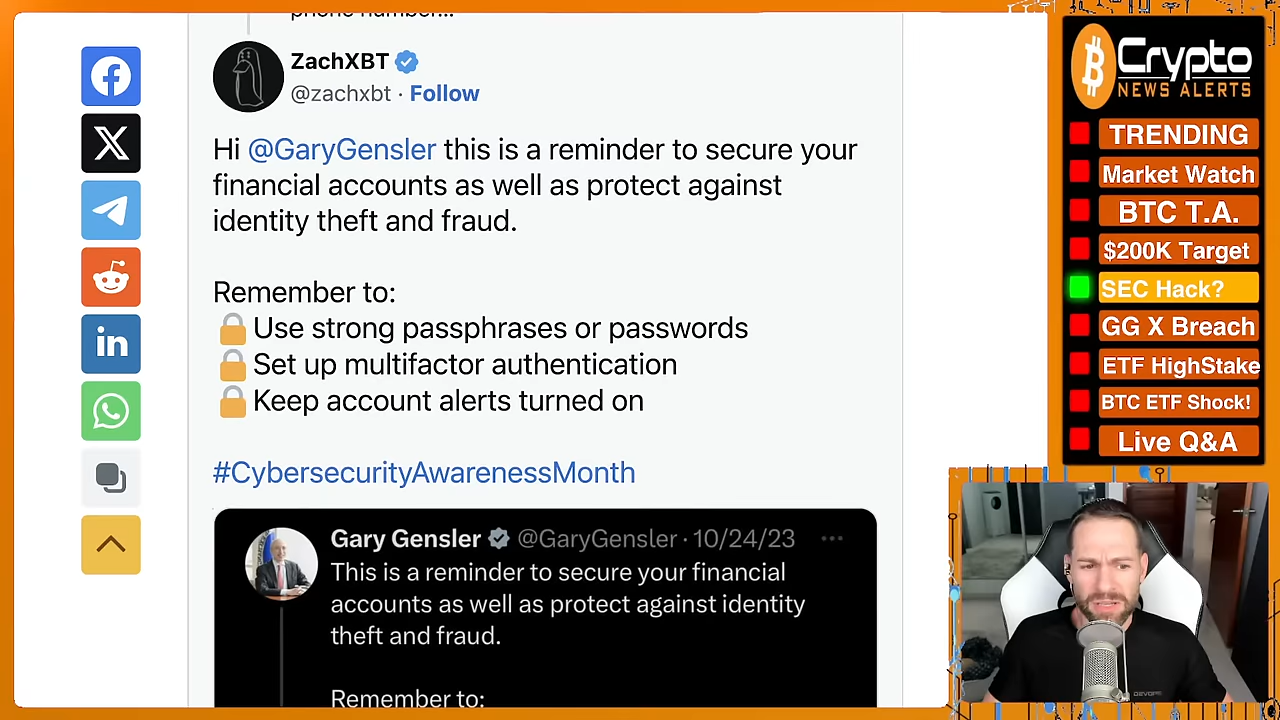 phone number...
ZachXBT
@zachxbt · Follow
Hi @GaryGensler this is a reminder to secure your
financial accounts as well as protect against
identity theft and fraud.
Remember to:
🔒Use strong passphrases or passwords
🔒Set up multifactor authentication
🔒Keep account alerts turned on
#CybersecurityAwarenessMonth
Gary Gensler @GaryGensler · 10/24/23 ...
This is a reminder to secure your financial
accounts as well as protect against identity
theft and fraud.
Remember to:
Crypto
NEWS ALERTS
TRENDING
Market Watch
BTC T.A.
$200K Target
SEC Hack?
GG X Breach
ETF HighStake
BTC ETF Shock!
Live Q&A
DEVOPS